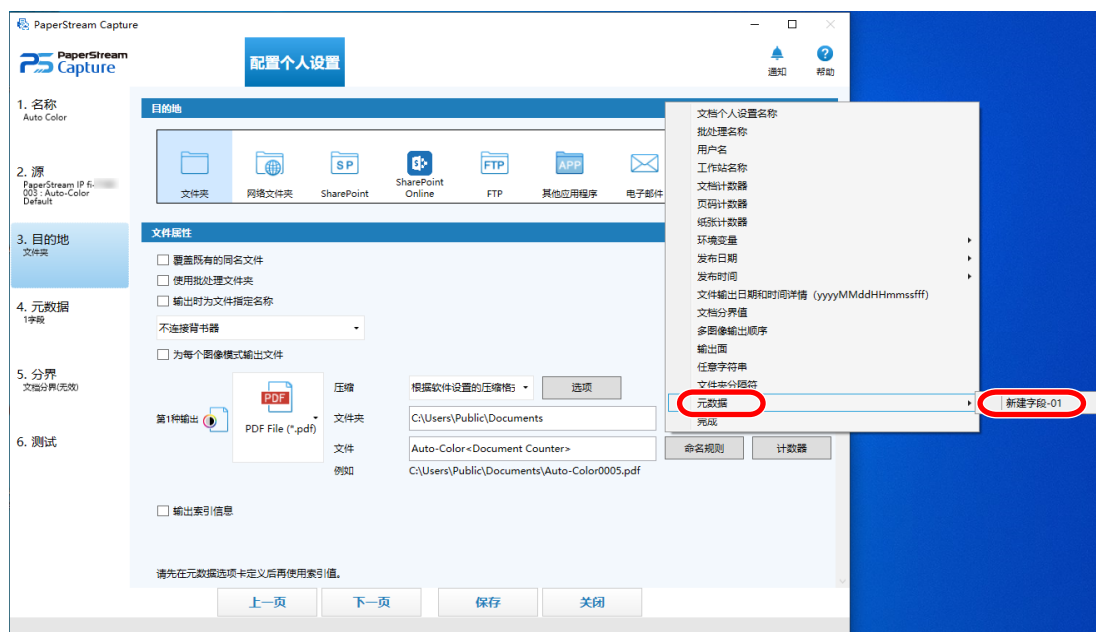 PaperStream Capture
PaperStream
Capture
配置个人设置
通知
帮助
1. 名称
Auto Color
2. 源
PaperStream IP fi-
003 : Auto-Color
Default
3. 目的地
文件夹
4. 元数据
1字段
5. 分界
文档分界(无效)
6. 测试
目的地
文件夹
网络文件夹
SharePoint
SharePoint
Online
FTP
其他应用程序
电子邮件
文件属性
覆盖既有的同名文件
使用批处理文件夹
输出时为文件指定名称
不连接背书器
为每个图像模式输出文件
第1种输出
PDF
PDF File (*.pdf)
压缩
根据软件设置的压缩格式
选项
文件夹
C:\Users\Public\Documents
文件
Auto-Color<Document Counter>
命名规则
计数器
例如
C:\Users\Public\Documents\Auto-Color0005.pdf
输出索引信息
请先在元数据选项卡定义后再使用索引值。
上一页
下一页
保存
关闭
文档个人设置名称
批处理名称
用户名
工作站名称
文档计数器
页码计数器
纸张计数器
环境变量
发布日期
发布时间
文件输出日期和时间详情（yyyyMMddHHmmssfff）
文档分界值
多图像输出顺序
输出面
任意字符串
文件夹分隔符
元数据
完成
新建字段-01